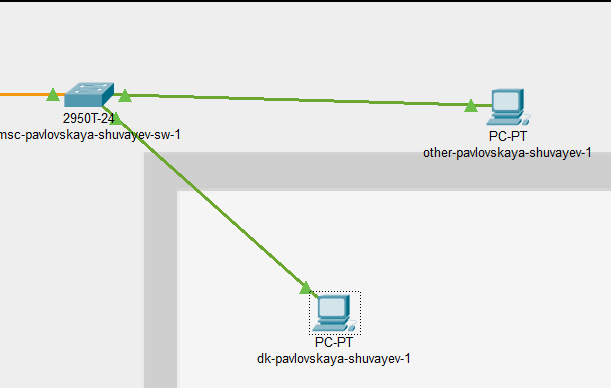 2950T-24
msc-pavlovskaya-shuvayev-sw-1
PC-PT
other-pavlovskaya-shuvayev-1
PC-PT
dk-pavlovskaya-shuvayev-1